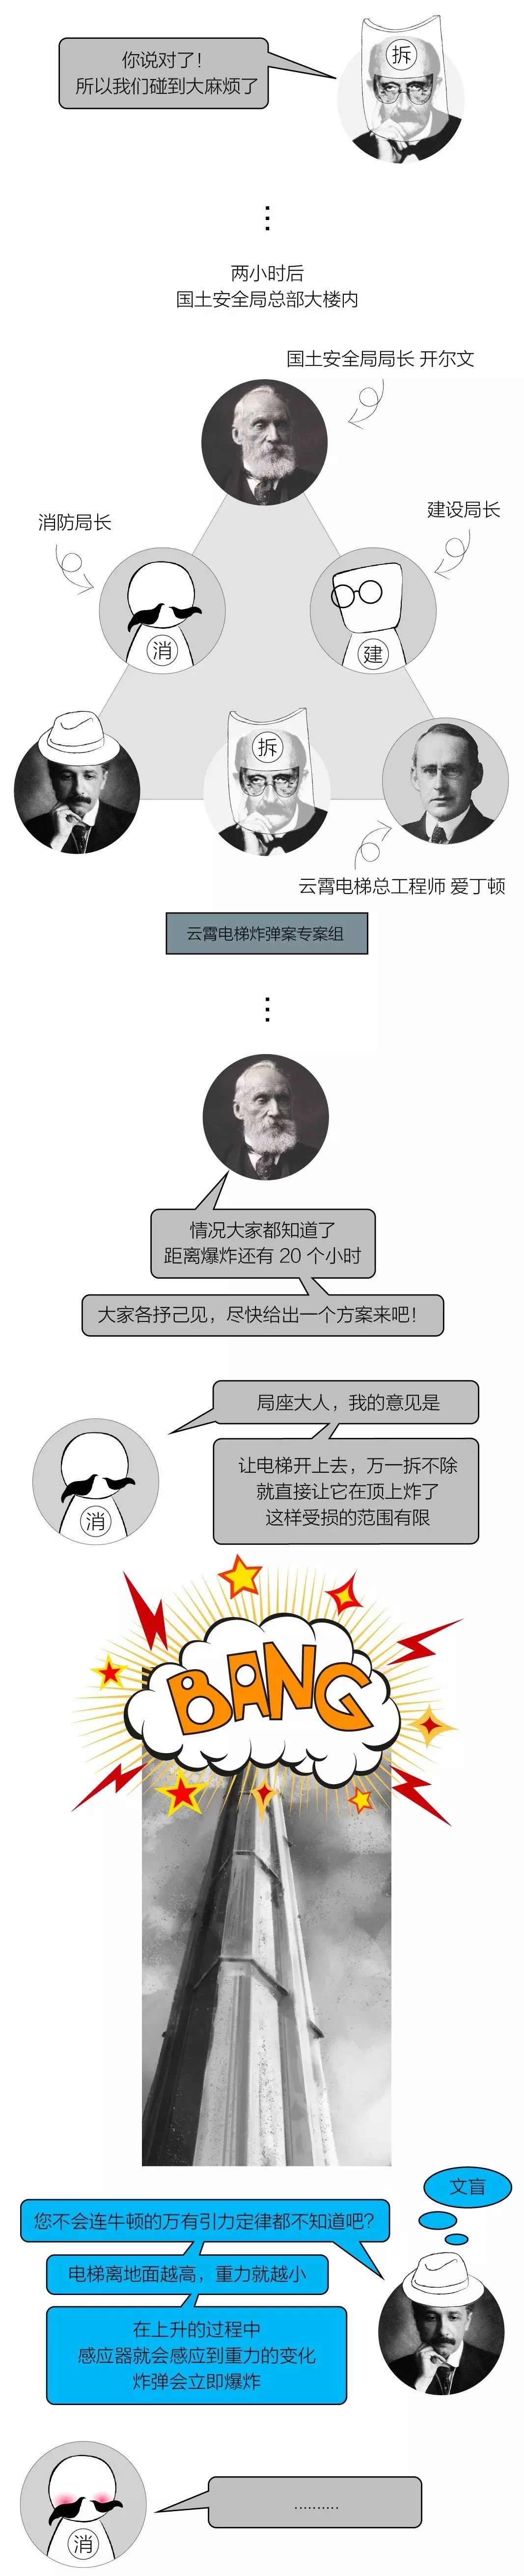 拆
你说对了！
所以我们碰到大麻烦了
两小时后
国土安全局总部大楼内
国土安全局局长 开尔文
消防局长
建设局长
消
建
拆
云霄电梯总工程师 爱丁顿
云霄电梯炸弹案专案组
情况大家都知道了
距离爆炸还有 20 个小时
大家各抒己见，尽快给出一个方案来吧！
局座大人，我的意见是
让电梯开上去，万一拆不除
就直接让它在顶上炸了
这样受损的范围有限
消
BANG
文盲
您不会连牛顿的万有引力定律都不知道吧？
电梯离地面越高，重力就越小
在上升的过程中
感应器就会感应到重力的变化
炸弹会立即爆炸
..........
消